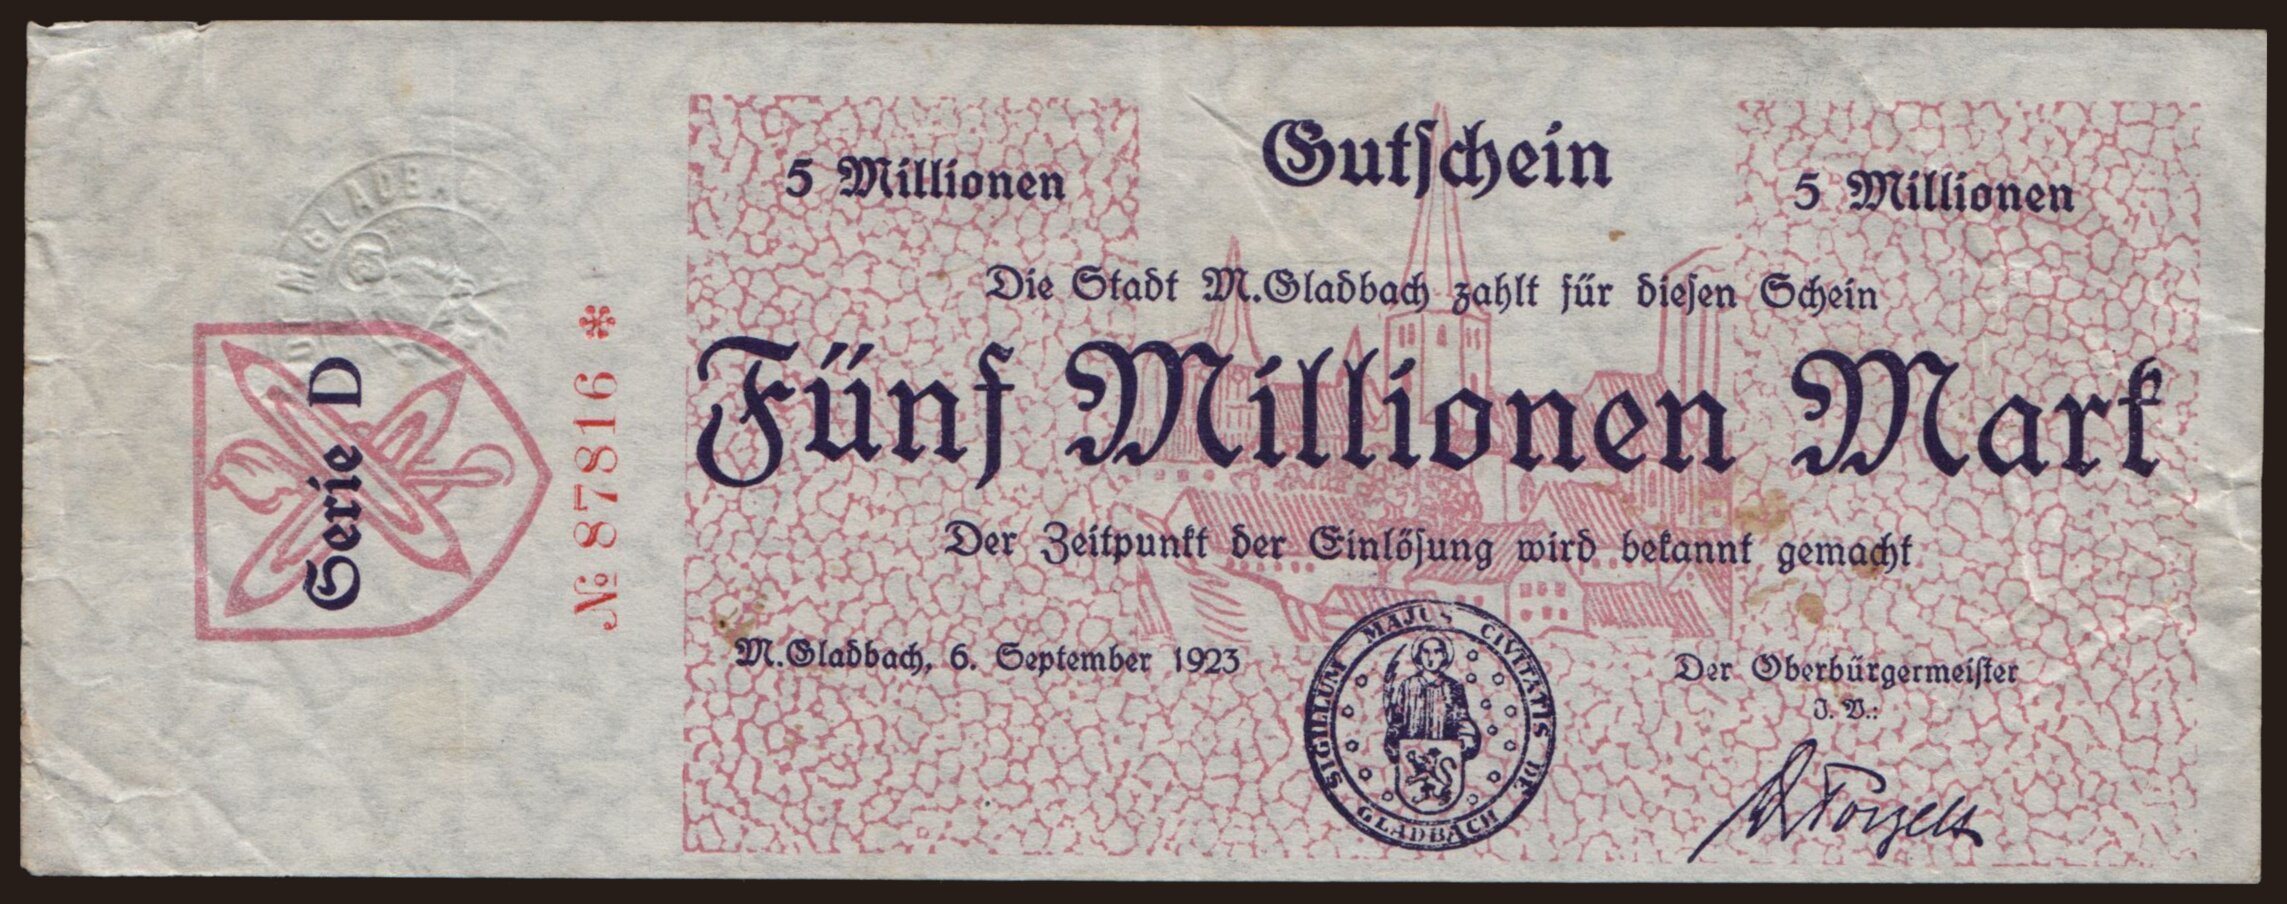 5 Millionen
Gutschein
5 Millionen
Die Stadt M.Gladbach zahlt für diesen Schein
Fünf Millionen Mark
Der Zeitpunkt der Einlösung wird bekannt gemacht
M.Gladbach, 6. September 1923
Der Oberbürgermeister
J. V.:
SIGILLUM MAJUS CIVITATIS DE GLADBACH
Serie D
№ 87816 *
GLADBACH